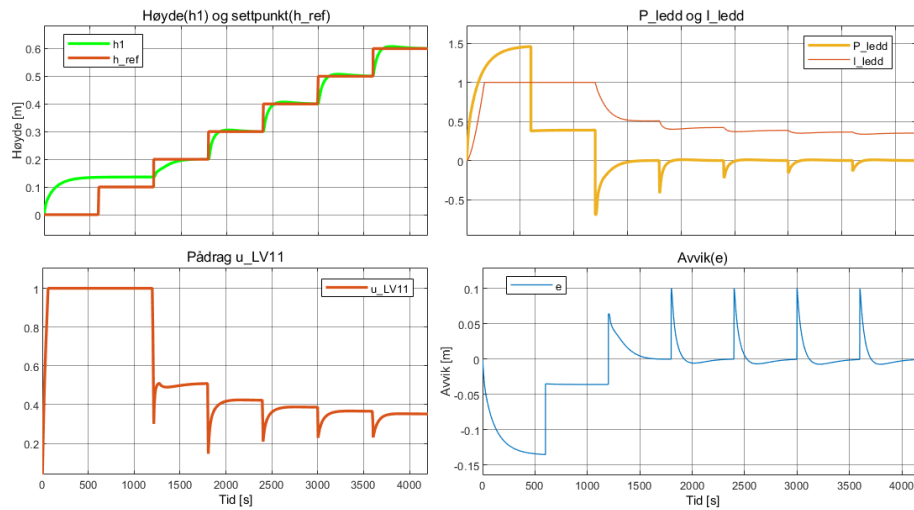 Høyde(h1) og settpunkt(h_ref)
Høyde [m]
0.6
0.5
0.4
0.3
0.2
0.1
0
h1
h_ref
P_ledd og I_ledd
1.5
1
0.5
0
-0.5
P_ledd
I_ledd
Pådrag u_LV11
1
0.8
0.6
0.4
0.2
u_LV11
0 500 1000 1500 2000 2500 3000 3500 4000
Tid [s]
Avvik(e)
Avvik [m]
0.1
0.05
0
-0.05
-0.1
-0.15
e
0 500 1000 1500 2000 2500 3000 3500 4000
Tid [s]